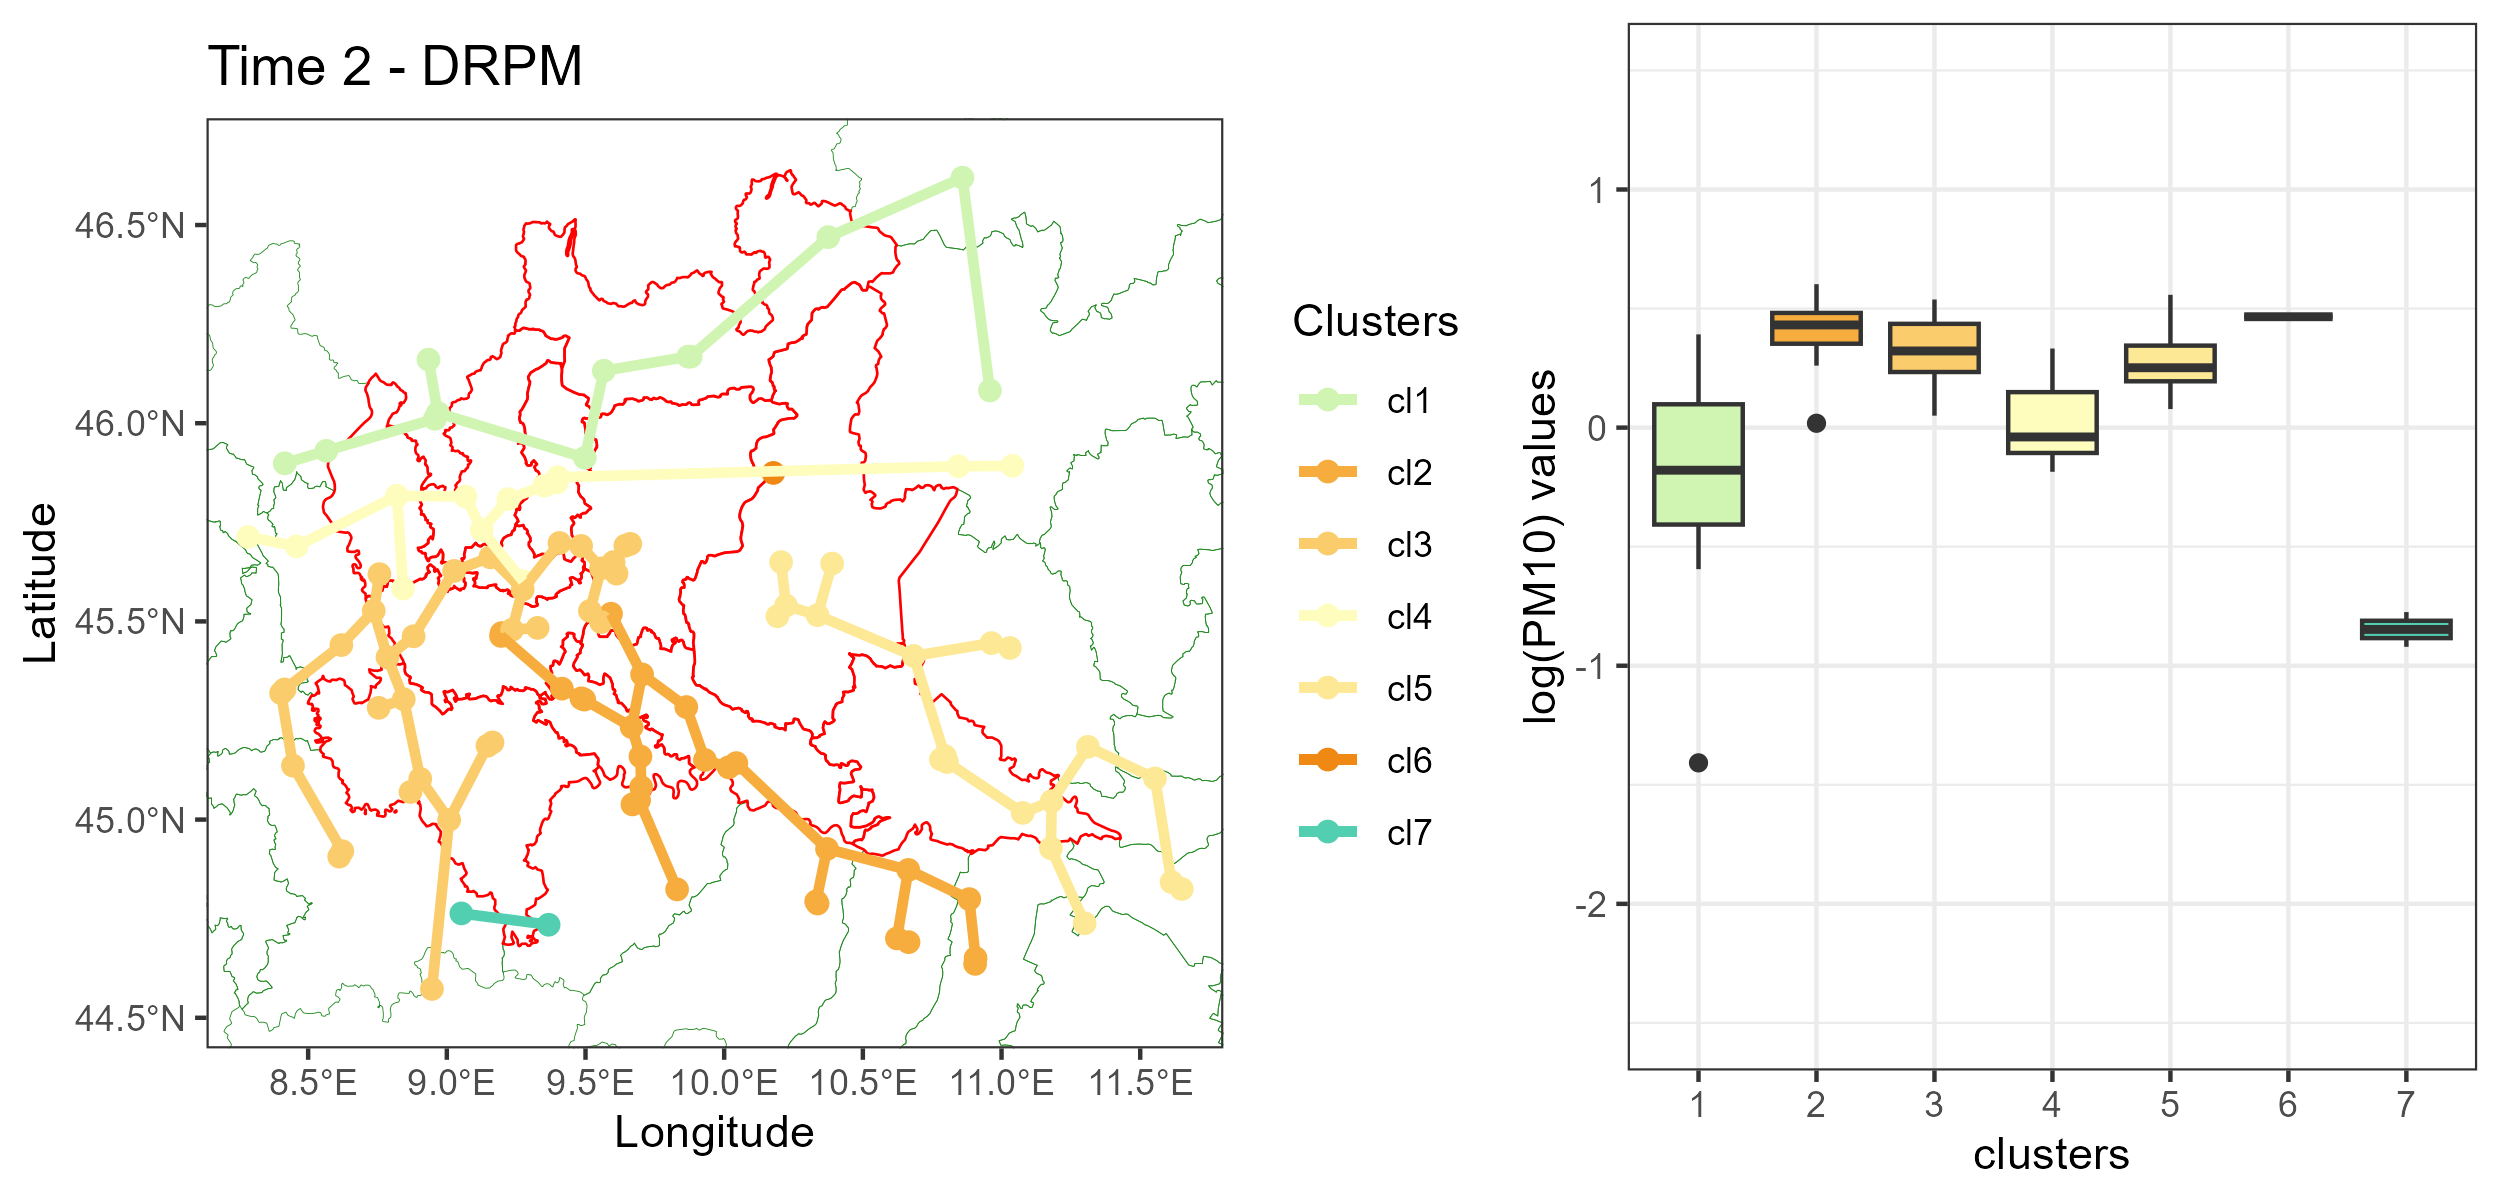 Time 2 - DRPM
Latitude
46.5°N
46.0°N
45.5°N
45.0°N
44.5°N
8.5°E 9.0°E 9.5°E 10.0°E 10.5°E 11.0°E 11.5°E
Longitude
Clusters
cl1
cl2
cl3
cl4
cl5
cl6
cl7
log(PM10) values
1
0
-1
-2
1 2 3 4 5 6 7
clusters